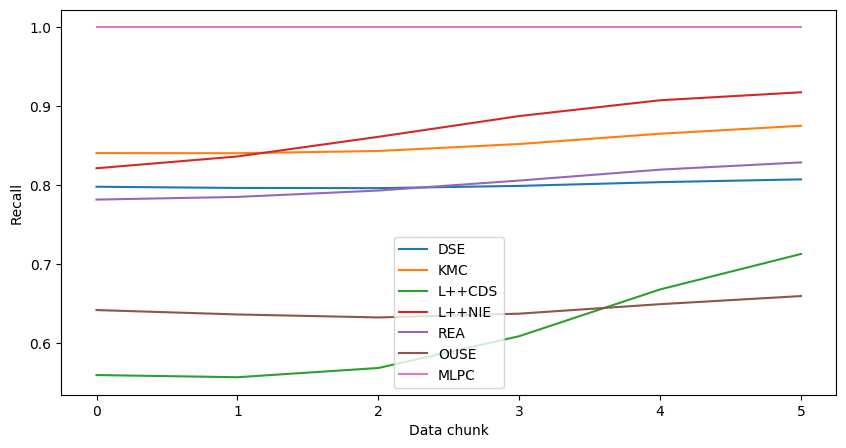 1.0
0.9
0.8
0.7
0.6
Recall
DSE
KMC
L++CDS
L++NIE
REA
OUSE
MLPC
0 1 2 3 4 5
Data chunk